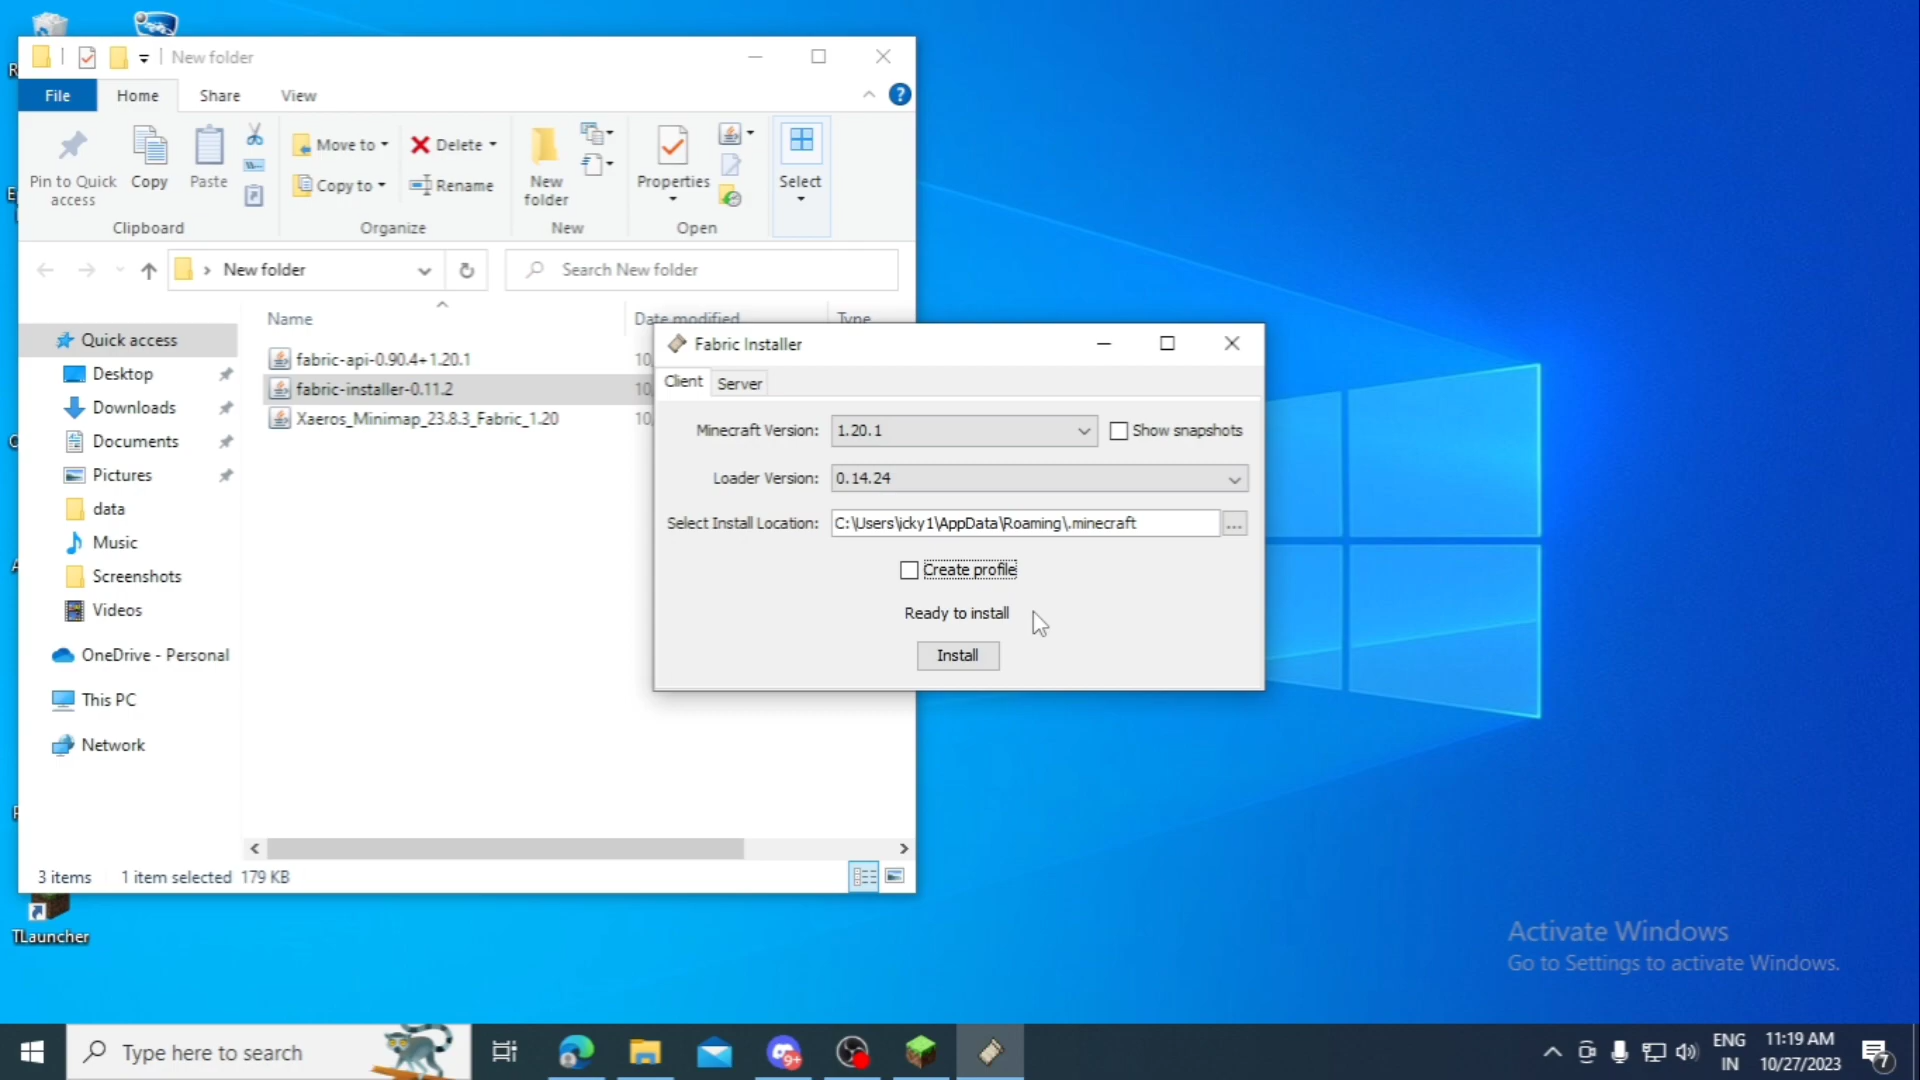 New folder
File
Home
Share
View
Pin to Quick access
Copy
Paste
Clipboard
Move to
Copy to
Delete
Rename
Organize
New folder
New
Properties
Open
Select
New folder
Search New folder
Quick access
Desktop
Downloads
Documents
Pictures
data
Music
Screenshots
Videos
OneDrive - Personal
This PC
Network
Name
Date modified
Type
fabric-api-0.90.4+1.20.1
10/
fabric-installer-0.11.2
10/
Xaeros_Minimap_23.8.3_Fabric_1.20
10/
3 items
1 item selected 179 KB
Fabric Installer
Client
Server
Minecraft Version:
1.20.1
Show snapshots
Loader Version:
0.14.24
Select Install Location:
C:\Users\icky1\AppData\Roaming\.minecraft
...
Create profile
Ready to install
Install
TLauncher
Activate Windows
Go to Settings to activate Windows.
Type here to search
9+
ENG
IN
11:19 AM
10/27/2023
7